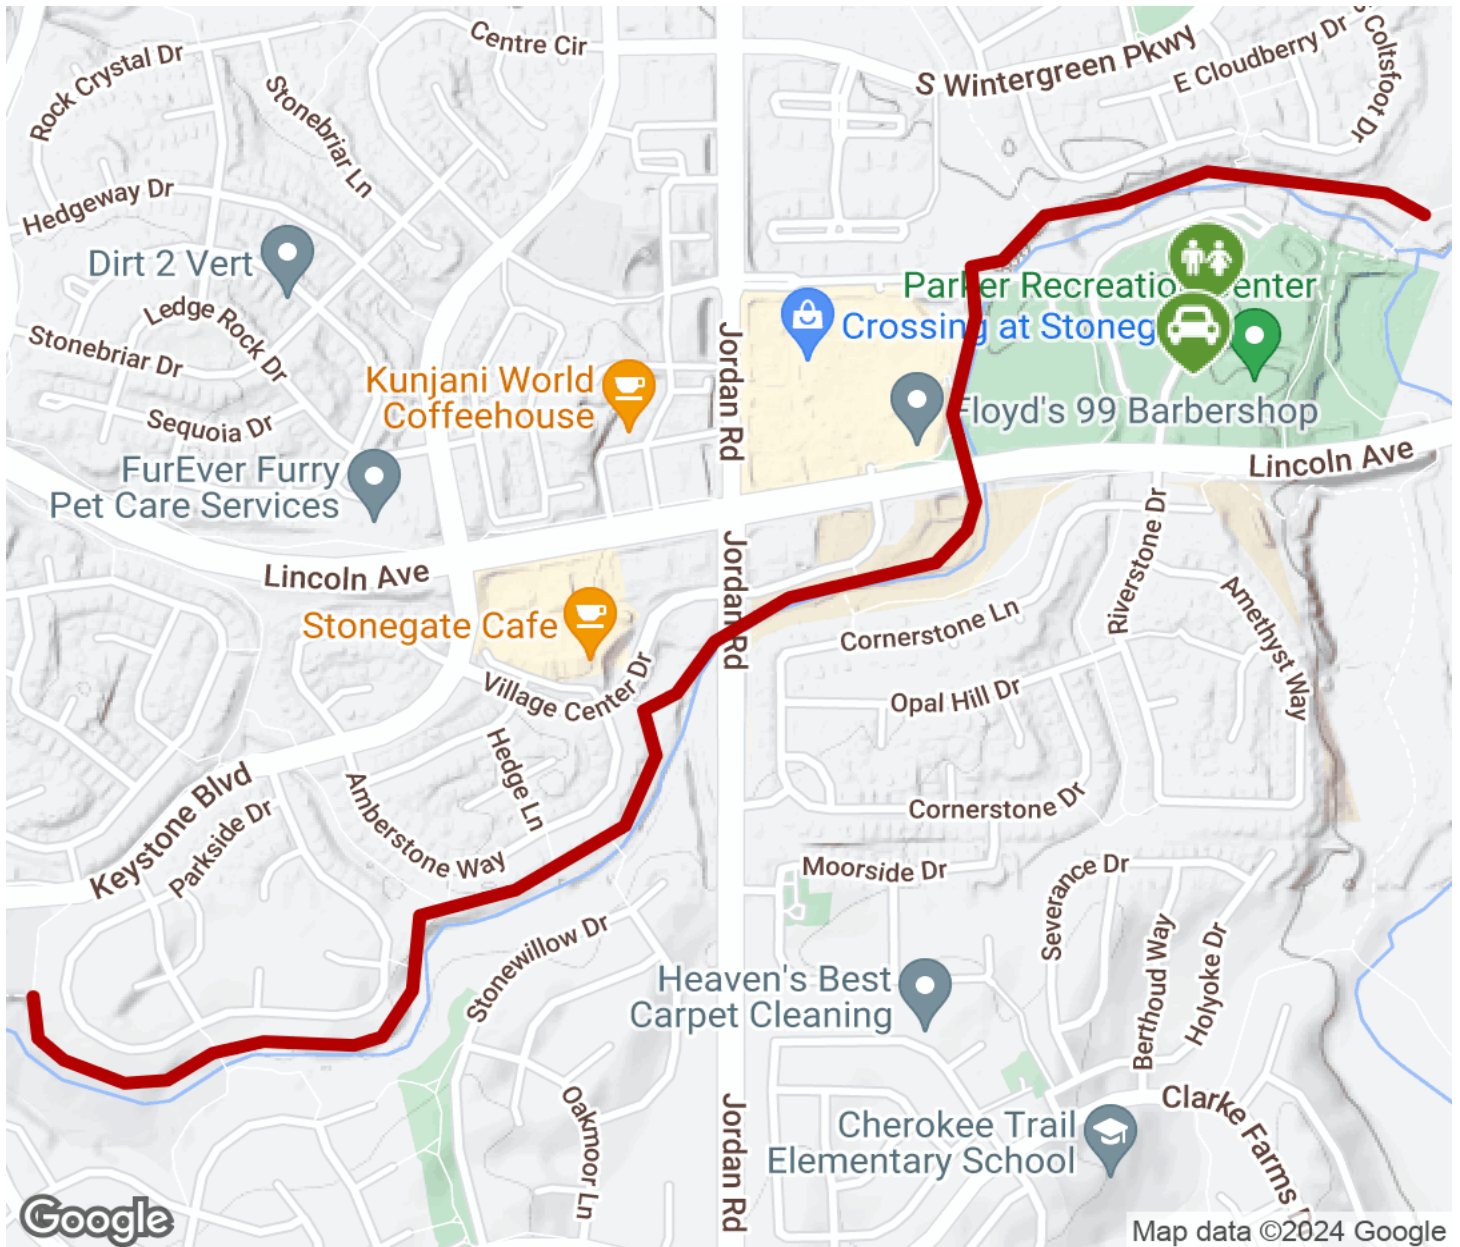 Centre Cir
S Wintergreen Pkwy
E Cloudberry Dr
Coltsfoot Dr
Rock Crystal Dr
Stonebriar Ln
Hedgeway Dr
Dirt 2 Vert
Ledge Rock Dr
Stonebriar Dr
Sequoia Dr
Parker Recreation Center
Crossing at Stoneg
Jordan Rd
Kunjani World
Coffeehouse
Floyd's 99 Barbershop
Lincoln Ave
FurEver Furry
Pet Care Services
Riverstone Dr
Jordan Rd
Lincoln Ave
Amethyst Way
Stonegate Cafe
Cornerstone Ln
Village Center Dr
Opal Hill Dr
Hedge Ln
Keystone Blvd
Parkside Dr
Amberstone Way
Cornerstone Dr
Moorside Dr
Severance Dr
Stonewillow Dr
Berthoud Way
Holyoke Dr
Heaven's Best
Carpet Cleaning
Oakmoor Ln
Jordan Rd
Clarke Farms D
Cherokee Trail
Elementary School
Google
Map data ©2024 Google